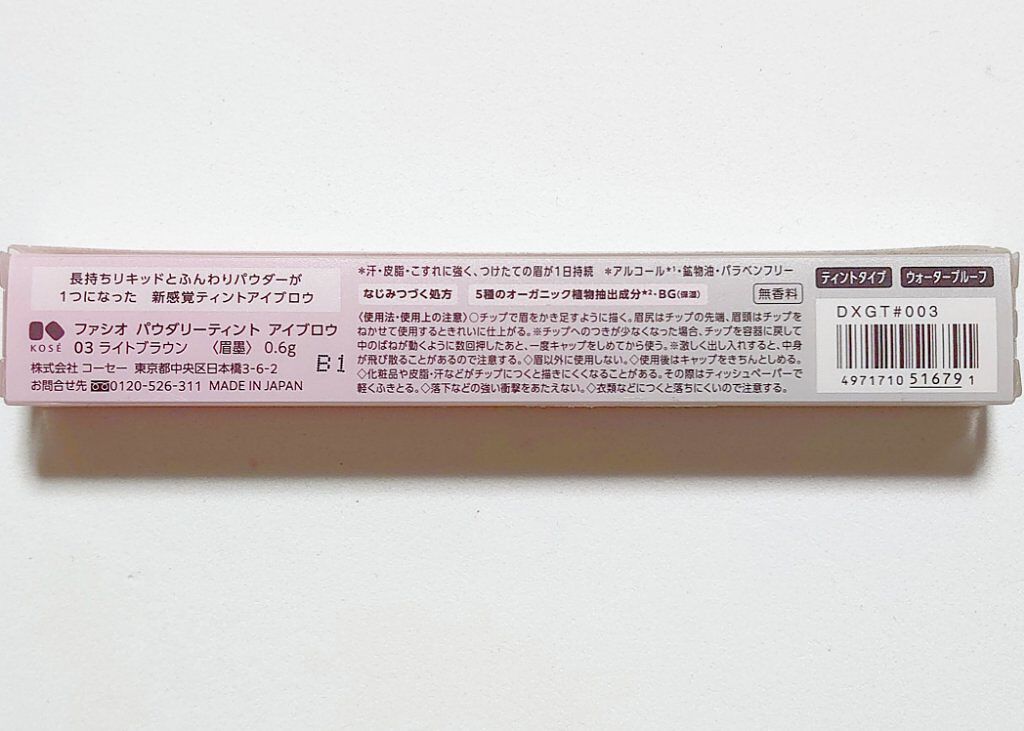 長持ちリキッドとふんわりパウダーが
1つになった 新感覚ティントアイブロウ
KOSÉ
ファシオ パウダリーティント アイブロウ
03 ライトブラウン 〈眉墨〉 0.6g
株式会社 コーセー 東京都中央区日本橋3-6-2
お問合せ先 0120-526-311 MADE IN JAPAN
B1
*汗・皮脂・こすれに強く、つけたての眉が1日持続 *アルコール*1・鉱物油・パラベンフリー
なじみつづく処方 5種のオーガニック植物抽出成分*2・BG(保湿) 無香料
〈使用法・使用上の注意〉○チップで眉をかき足すように描く。眉尻はチップの先端、眉頭はチップを
ねかせて使用するときれいに仕上がる。※チップへのつきが少なくなった場合、チップを容器に戻して
中のばねが動くように数回押したあと、一度キャップをしめてから使う。※激しく出し入れすると、中身
が飛び散ることがあるので注意する。◇眉以外に使用しない。◇使用後はキャップをきちんとしめる。
◇化粧品や皮脂・汗などがチップにつくと描きにくくなることがある。その際はティッシュペーパーで
軽くふきとる。◇落下などの強い衝撃をあたえない。◇衣類などにつくと落ちにくいので注意する。
ティントタイプ ウォータープルーフ
DXGT#003
4971710 51679 1